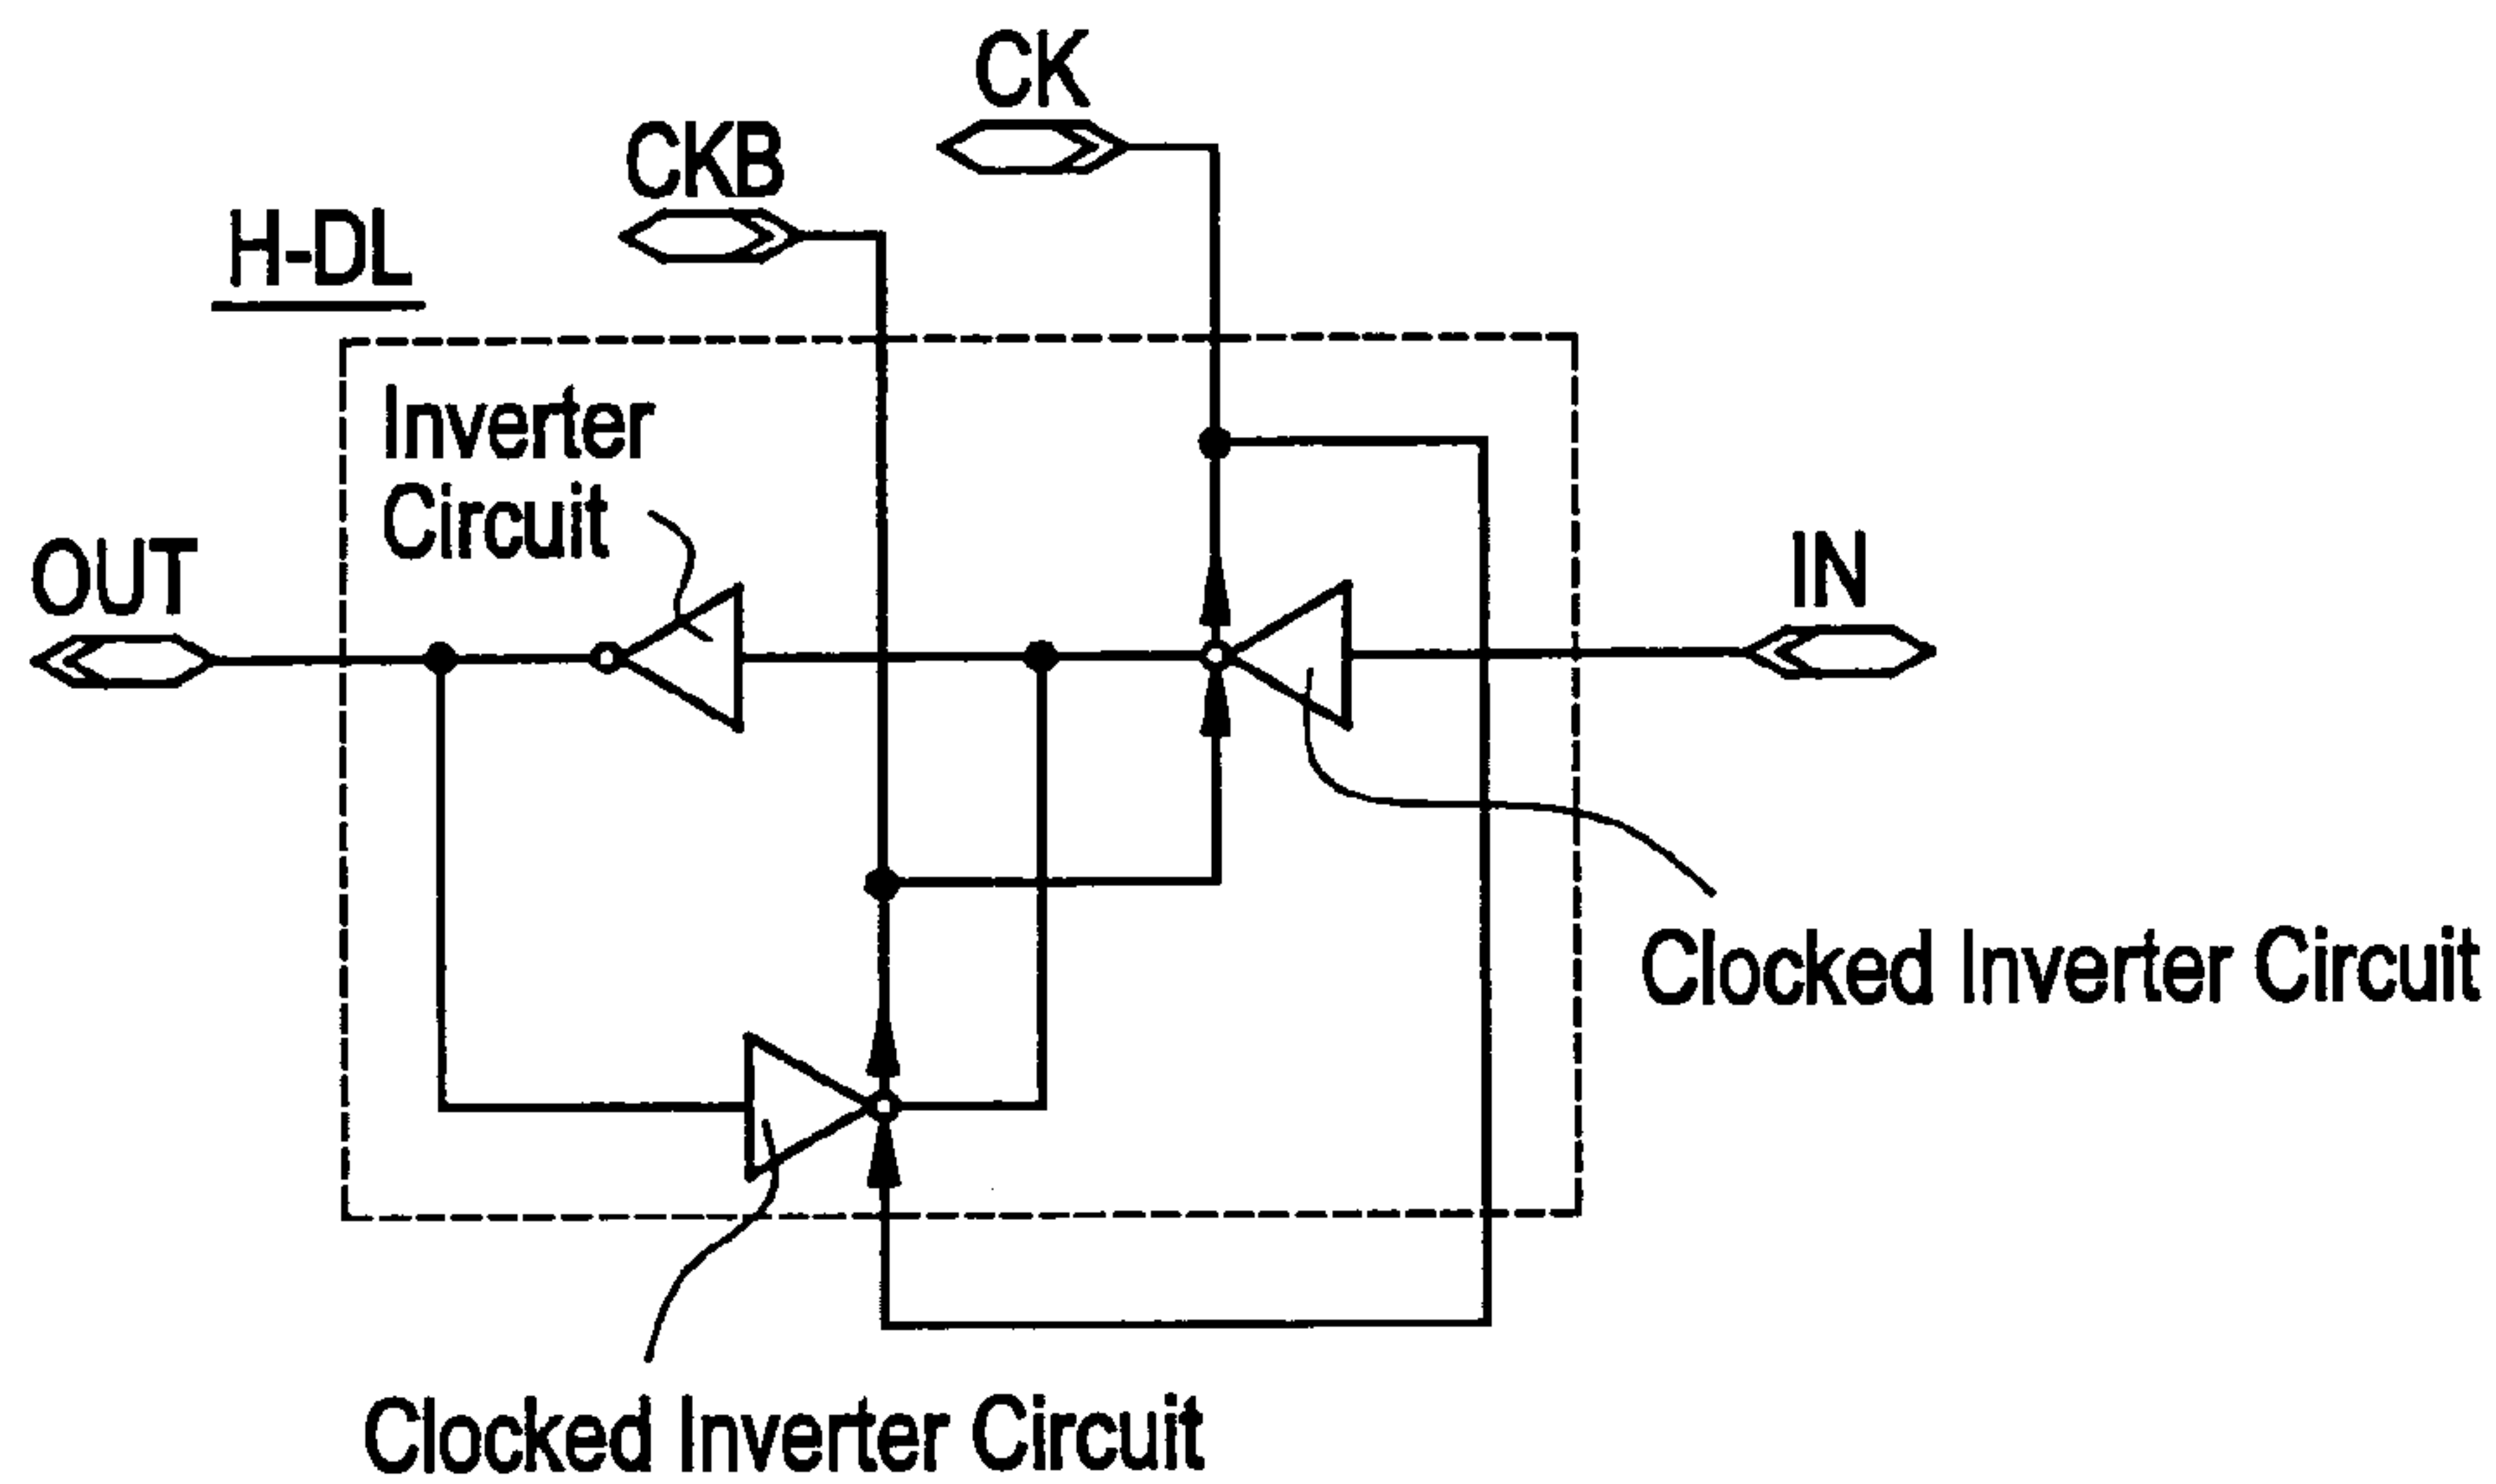 CK
CKB
H-DL
Inverter
Circuit
OUT
IN
Clocked Inverter Circuit
Clocked Inverter Circuit